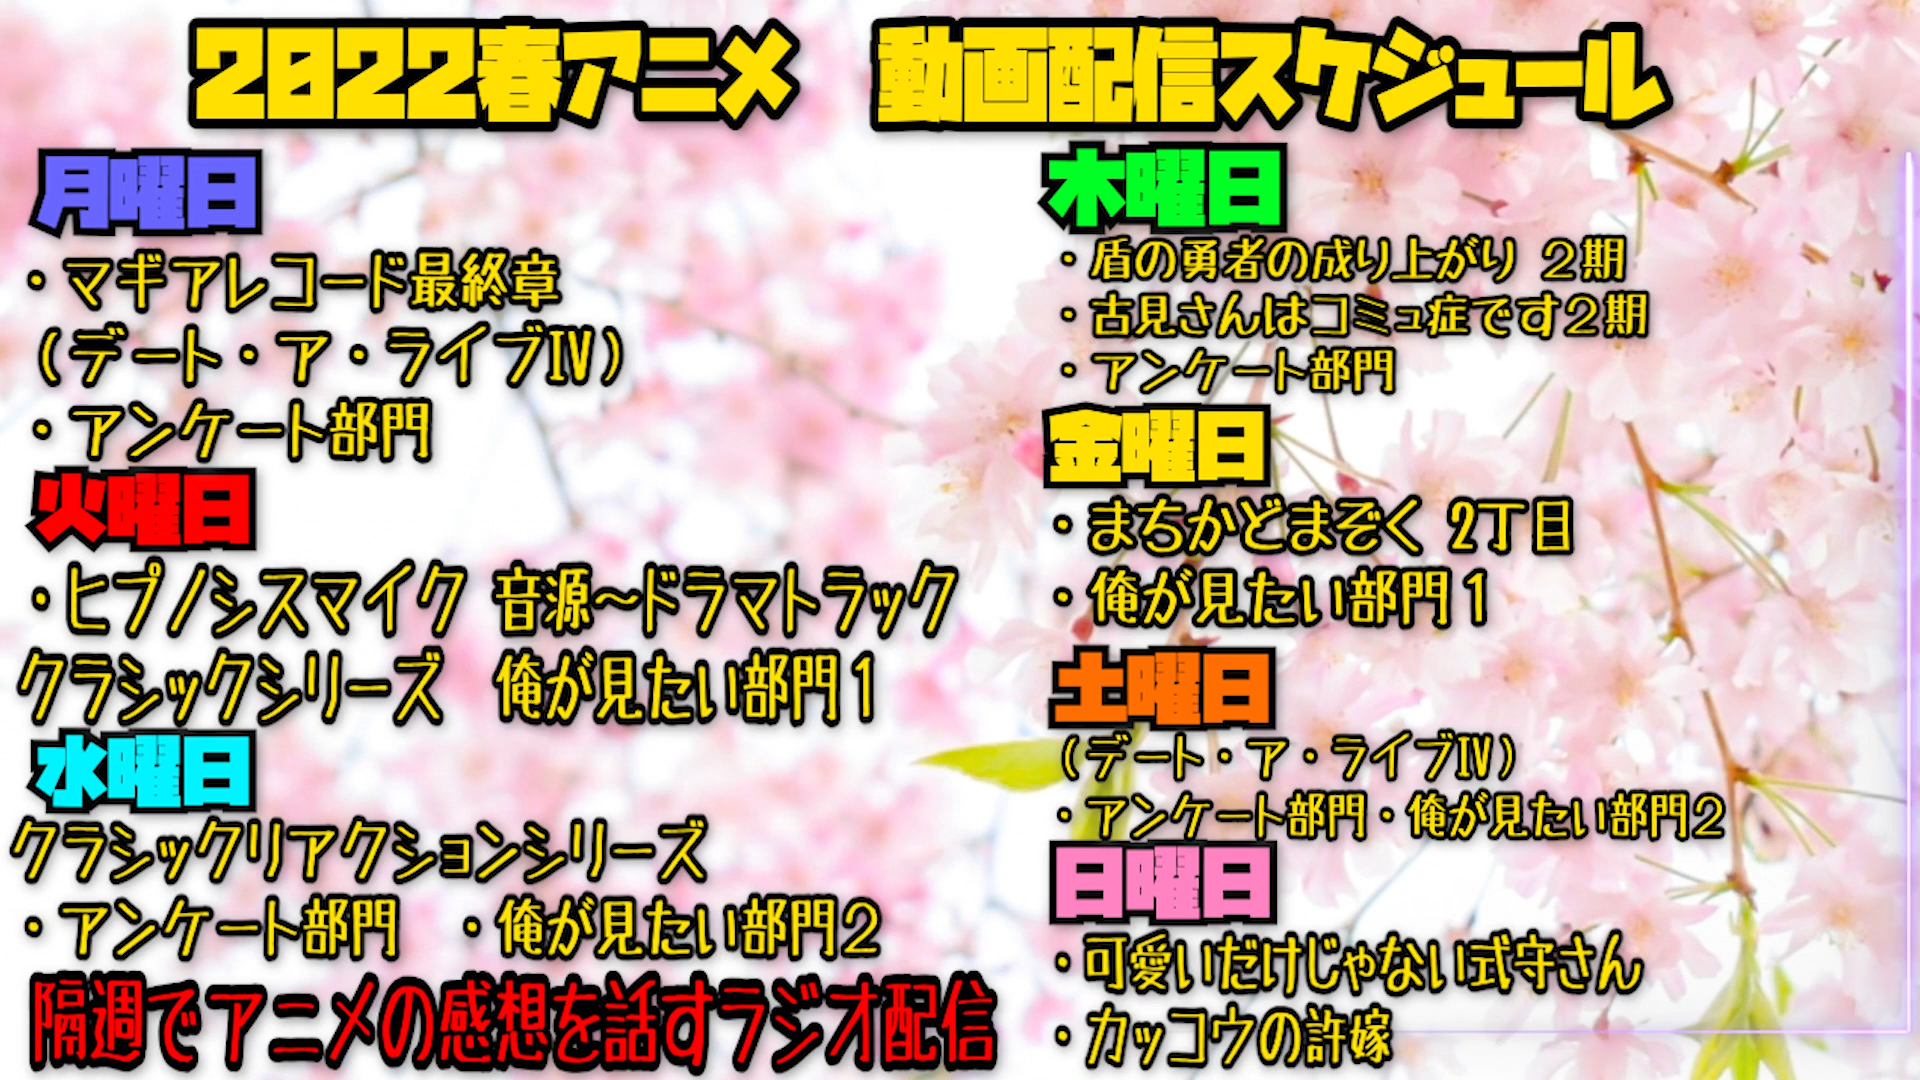 2022春アニメ　動画配信スケジュール
月曜日
・マギアレコード最終章
（デート・ア・ライブⅣ）
・アンケート部門
火曜日
・ヒプノシスマイク 音源～ドラマトラック
クラシックシリーズ　俺が見たい部門１
水曜日
クラシックリアクションシリーズ
・アンケート部門　・俺が見たい部門２
隔週でアニメの感想を話すラジオ配信
木曜日
・盾の勇者の成り上がり ２期
・古見さんはコミュ症です２期
・アンケート部門
金曜日
・まちかどまぞく 2丁目
・俺が見たい部門１
土曜日
（デート・ア・ライブⅣ）
・アンケート部門・俺が見たい部門２
日曜日
・可愛いだけじゃない式守さん
・カッコウの許嫁